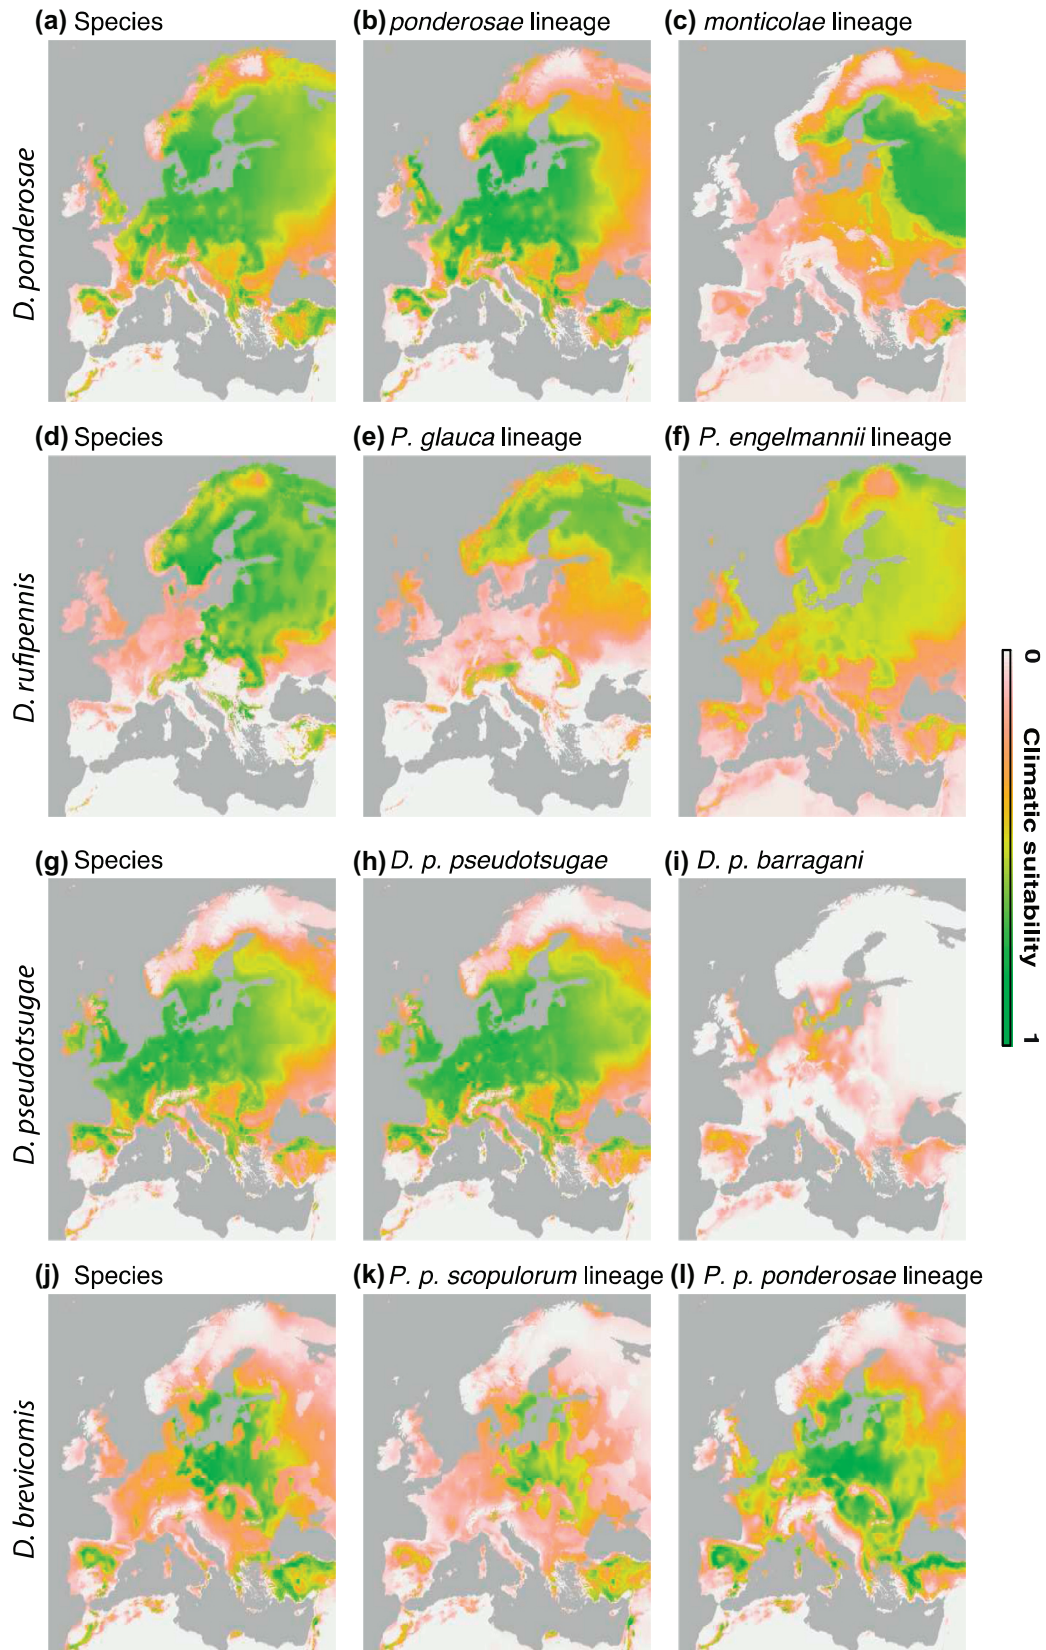 (a) Species
(b) ponderosae lineage
(c) monticolae lineage
D. ponderosae
(d) Species
(e) P. glauca lineage
(f) P. engelmannii lineage
D. rufipennis
(g) Species
(h) D. p. pseudotsugae
(i) D. p. barragani
D. pseudotsugae
(j) Species
(k) P. p. scopulorum lineage
(l) P. p. ponderosae lineage
D. brevicomis
0
Climatic suitability
1